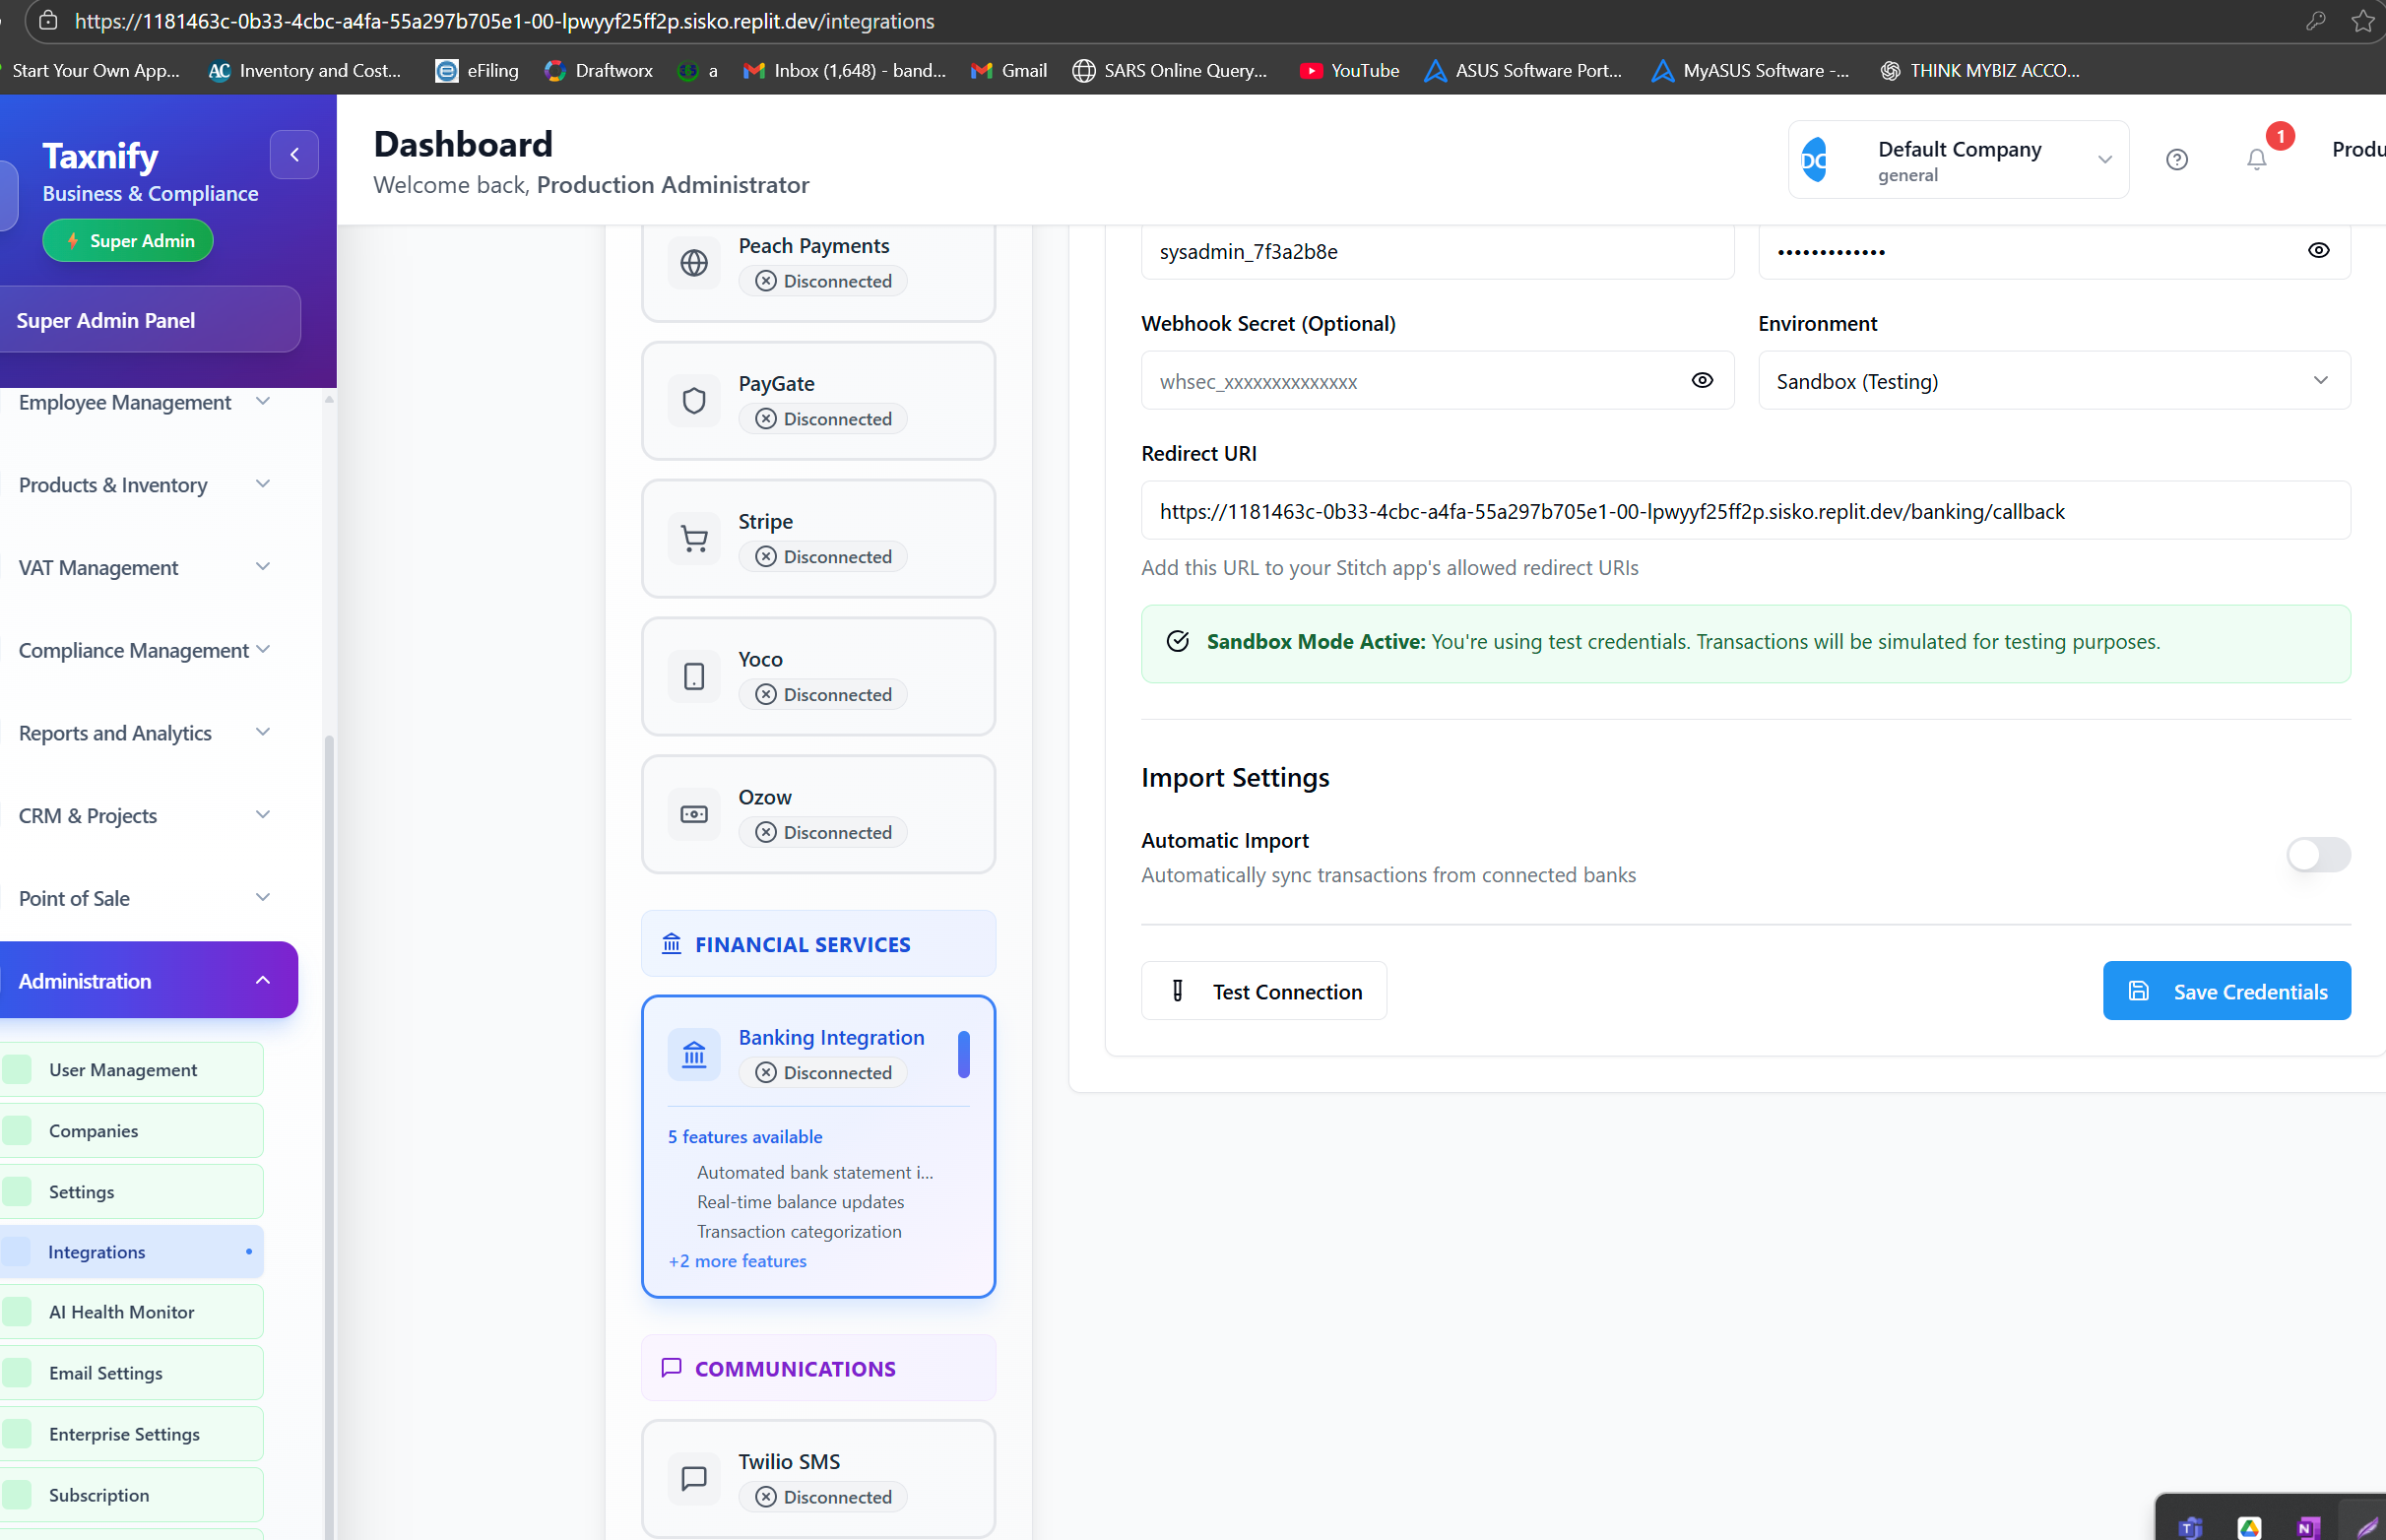 https://1181463c-0b33-4cbc-a4fa-55a297b705e1-00-lpwyyf25ff2p.sisko.replit.dev/integrations
Start Your Own App...
AC Inventory and Cost...
eFiling
Draftworx
a
Inbox (1,648) - band...
Gmail
SARS Online Query...
YouTube
ASUS Software Port...
MyASUS Software -...
THINK MYBIZ ACCO...
Taxnify
Business & Compliance
Super Admin
Super Admin Panel
Employee Management
Products & Inventory
VAT Management
Compliance Management
Reports and Analytics
CRM & Projects
Point of Sale
Administration
User Management
Companies
Settings
Integrations
AI Health Monitor
Email Settings
Enterprise Settings
Subscription
Dashboard
Welcome back, Production Administrator
DC
Default Company
general
1
Produ
Peach Payments
Disconnected
PayGate
Disconnected
Stripe
Disconnected
Yoco
Disconnected
Ozow
Disconnected
FINANCIAL SERVICES
Banking Integration
Disconnected
5 features available
Automated bank statement i...
Real-time balance updates
Transaction categorization
+2 more features
COMMUNICATIONS
Twilio SMS
Disconnected
sysadmin_7f3a2b8e
•••••••••••••
Webhook Secret (Optional)
whsec_xxxxxxxxxxxxxx
Environment
Sandbox (Testing)
Redirect URI
https://1181463c-0b33-4cbc-a4fa-55a297b705e1-00-lpwyyf25ff2p.sisko.replit.dev/banking/callback
Add this URL to your Stitch app's allowed redirect URIs
Sandbox Mode Active: You're using test credentials. Transactions will be simulated for testing purposes.
Import Settings
Automatic Import
Automatically sync transactions from connected banks
Test Connection
Save Credentials